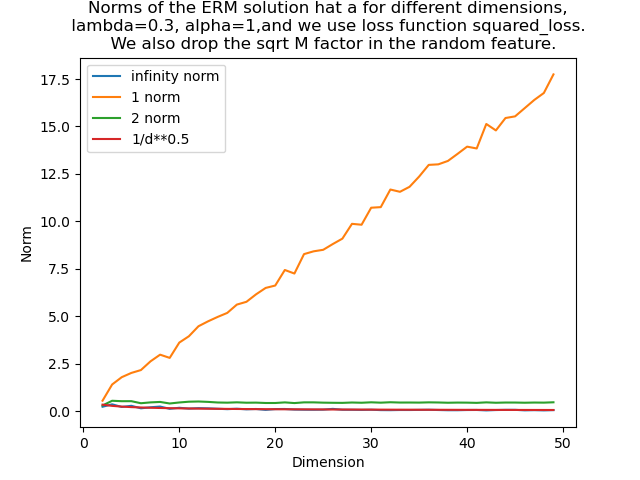 Norms of the ERM solution hat a for different dimensions,
lambda=0.3, alpha=1,and we use loss function squared_loss.
We also drop the sqrt M factor in the random feature.
infinity norm
1 norm
2 norm
1/d**0.5
17.5
15.0
12.5
10.0
7.5
5.0
2.5
0.0
Norm
0
10
20
30
40
50
Dimension